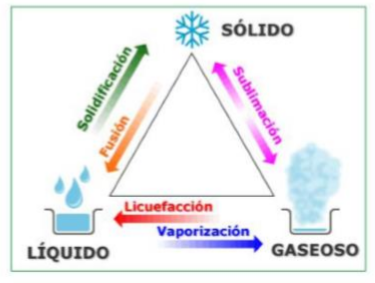 SÓLIDO
Solidificación
Fusión
Sublimación
Licuefacción
Vaporización
LÍQUIDO
GASEOSO